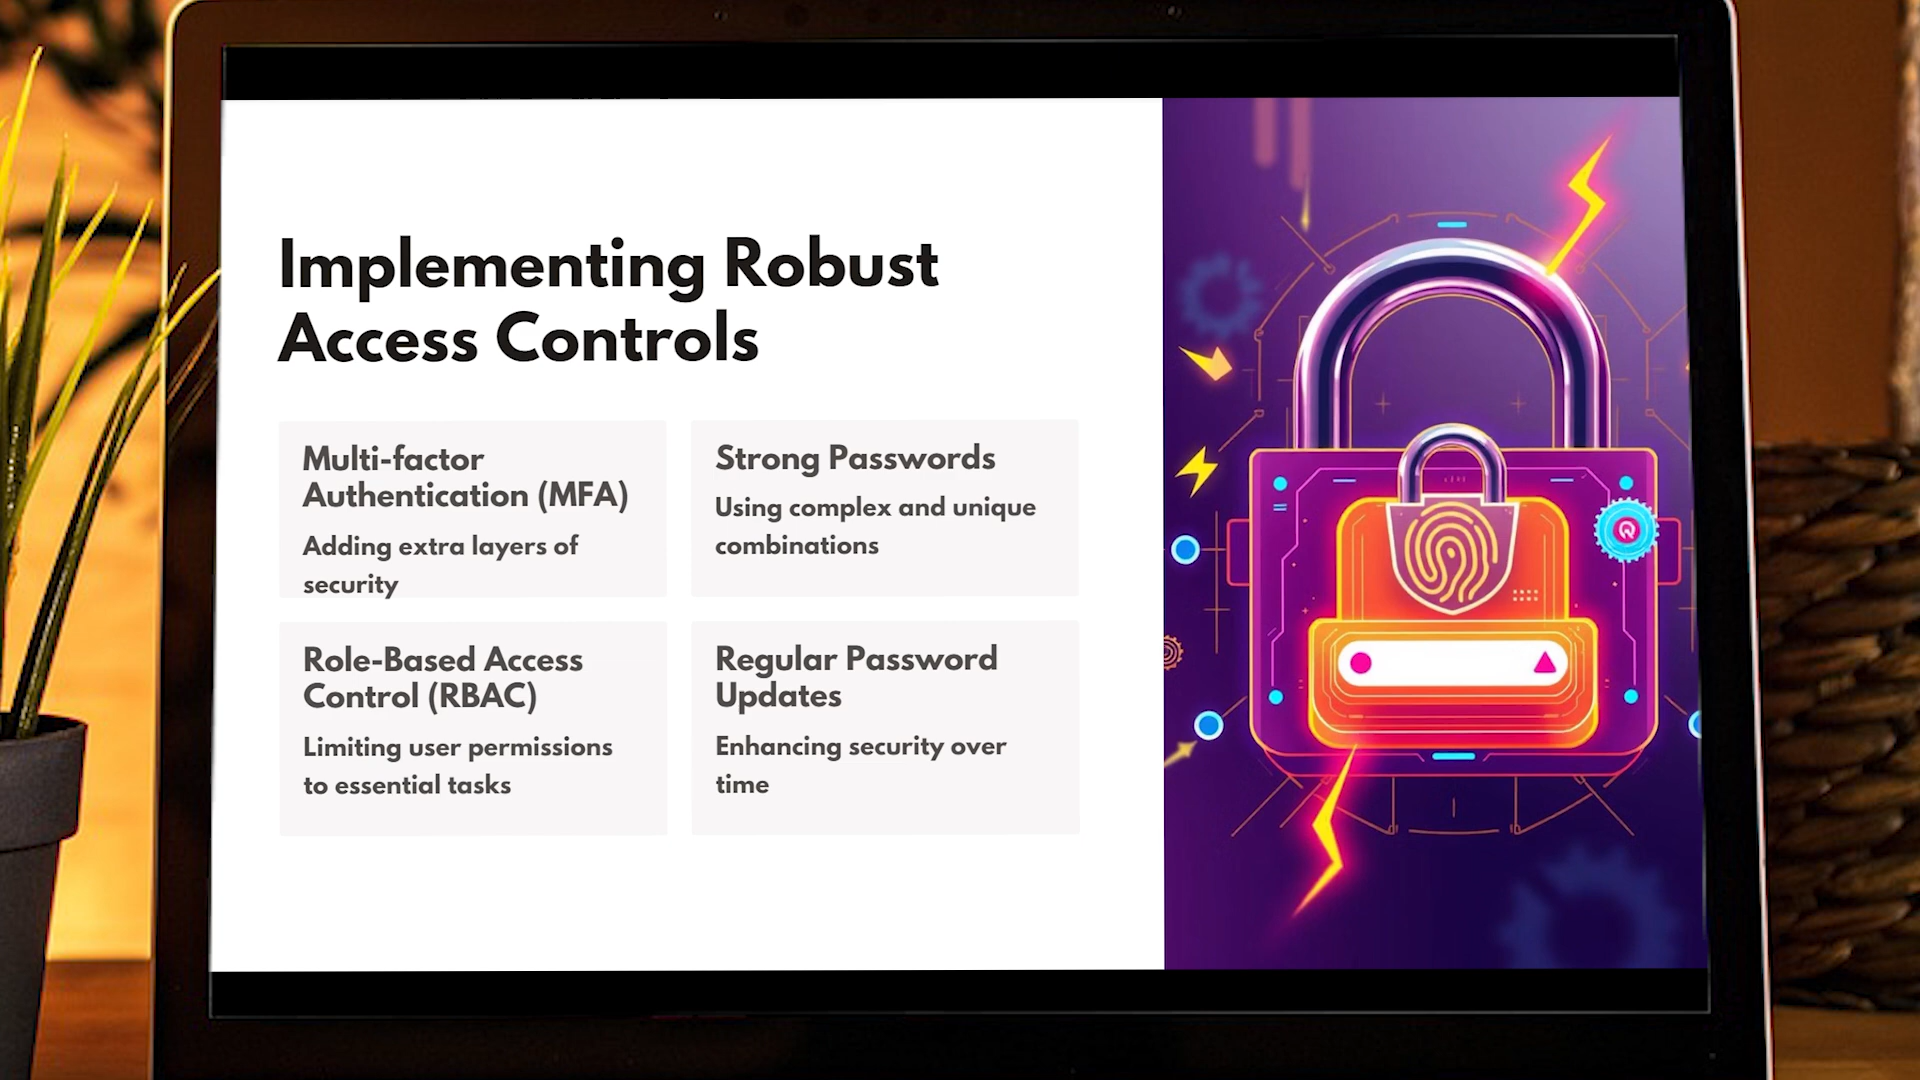 Implementing Robust
Access Controls
Multi-factor
Authentication (MFA)
Adding extra layers of
security
Strong Passwords
Using complex and unique
combinations
Role-Based Access
Control (RBAC)
Limiting user permissions
to essential tasks
Regular Password
Updates
Enhancing security over
time